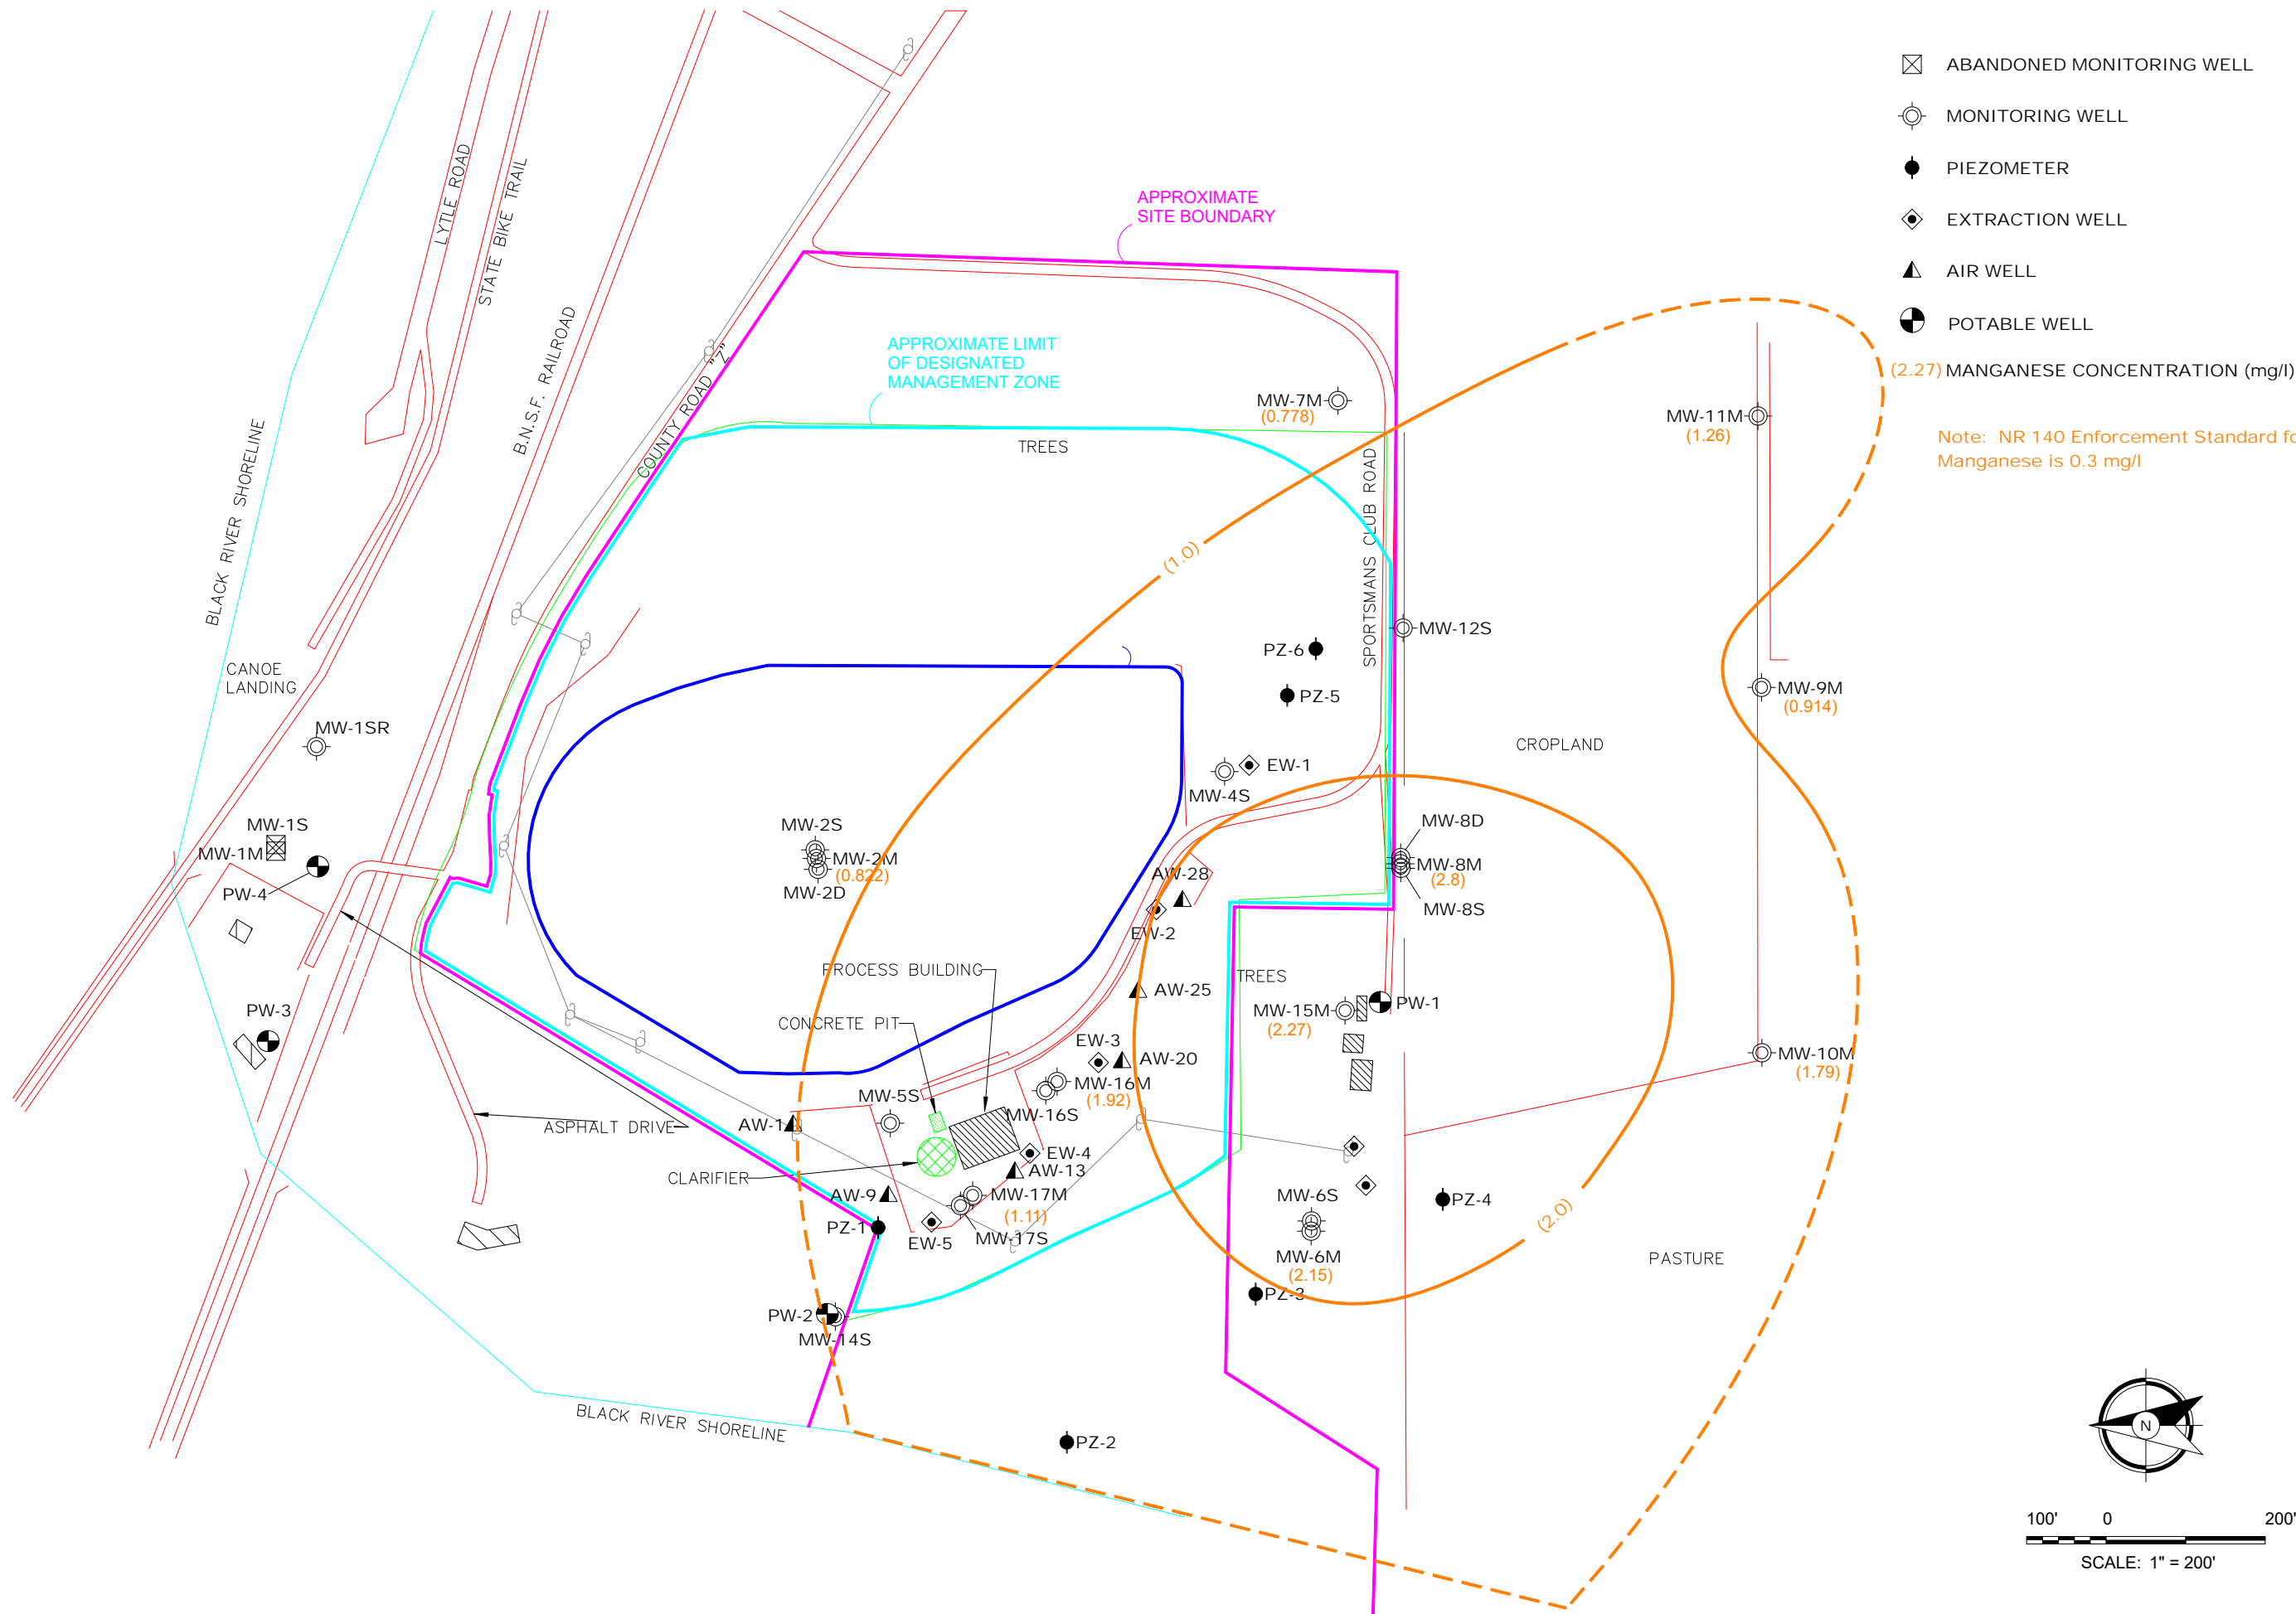 ABANDONED MONITORING WELL
MONITORING WELL
PIEZOMETER
EXTRACTION WELL
AIR WELL
POTABLE WELL
(2.27) MANGANESE CONCENTRATION (mg/l)
Note: NR 140 Enforcement Standard fo
Manganese is 0.3 mg/l
LYTLE ROAD
STATE BIKE TRAIL
B.N.S.F. RAILROAD
COUNTY ROAD "Z"
BLACK RIVER SHORELINE
APPROXIMATE
SITE BOUNDARY
APPROXIMATE LIMIT
OF DESIGNATED
MANAGEMENT ZONE
TREES
MW-7M
(0.778)
MW-11M
(1.26)
SPORTSMANS CLUB ROAD
(1.0)
MW-12S
PZ-6
PZ-5
MW-9M
(0.914)
CANOE
LANDING
MW-1SR
CROPLAND
EW-1
MW-4S
MW-1S
MW-1M
PW-4
MW-2S
MW-2M
(0.822)
MW-2D
MW-8D
MW-8M
(2.8)
MW-8S
AW-28
EW-2
PROCESS BUILDING
TREES
AW-25
MW-15M
(2.27)
PW-1
PW-3
CONCRETE PIT
EW-3
AW-20
MW-10M
(1.79)
MW-16M
(1.92)
MW-16S
MW-5S
AW-1
ASPHALT DRIVE
EW-4
AW-13
CLARIFIER
AW-9
MW-17M
(1.11)
MW-17S
PZ-1
EW-5
MW-6S
MW-6M
(2.15)
PZ-4
(2.0)
PASTURE
PZ-3
PW-2
MW-14S
BLACK RIVER SHORELINE
PZ-2
N
100' 0 200'
SCALE: 1" = 200'